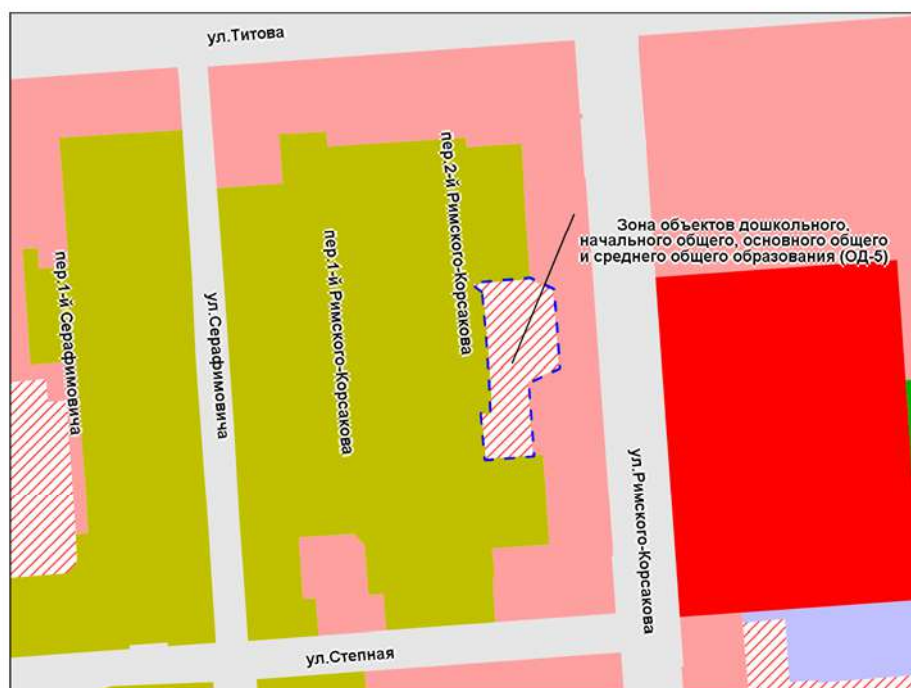 ул.Титова
пер.2-й Римского-Корсакова
Зона объектов дошкольного,
начального общего, основного общего
и среднего общего образования (ОД-5)
пер.1-й Римского-Корсакова
пер.1-й Серафимовича
ул.Серафимовича
ул.Римского-Корсакова
ул.Степная